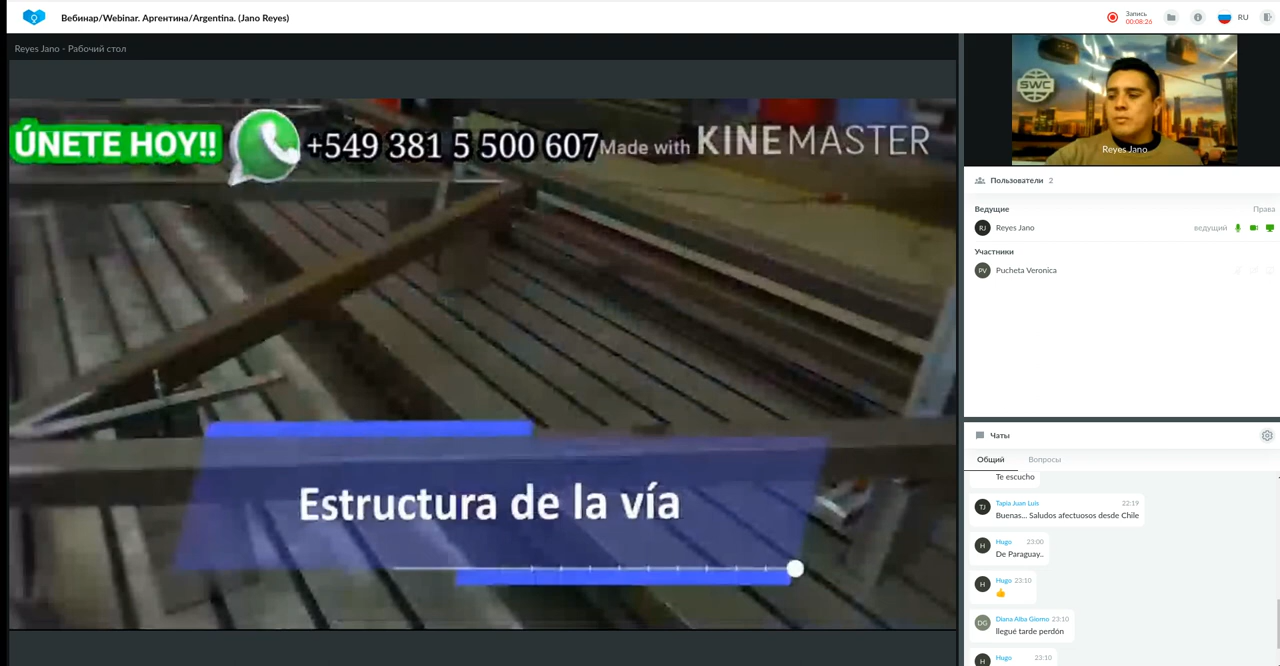 Вебинар/Webinar. Аргентина/Argentina. (Jano Reyes)
Запись
00:08:26
RU
Reyes Jano - Рабочий стол
ÚNETE HOY!!
+549 381 5 500 607
Made with KINEMASTER
Estructura de la vía
SWC
Reyes Jano
Пользователи 2
Ведущие
Права
RJ
Reyes Jano
ведущий
Участники
PV
Pucheta Veronica
Чаты
Общий
Вопросы
Te escucho
TJ
Tapia Juan Luis 22:19
Buenas... Saludos afectuosos desde Chile
H
Hugo 23:00
De Paraguay..
H
Hugo 23:10
👍
DG
Diana Alba Giorno 23:10
llegué tarde perdón
H
Hugo 23:10